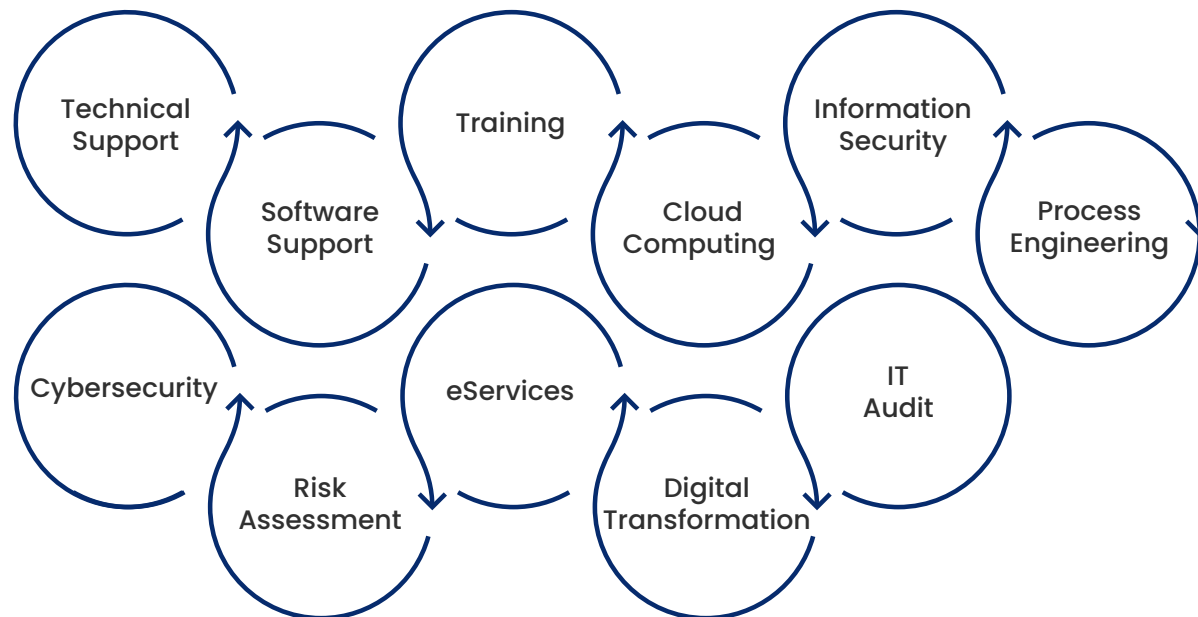 Technical
Support
Software
Support
Training
Cloud
Computing
Information
Security
Process
Engineering
Cybersecurity
Risk
Assessment
eServices
Digital
Transformation
IT
Audit